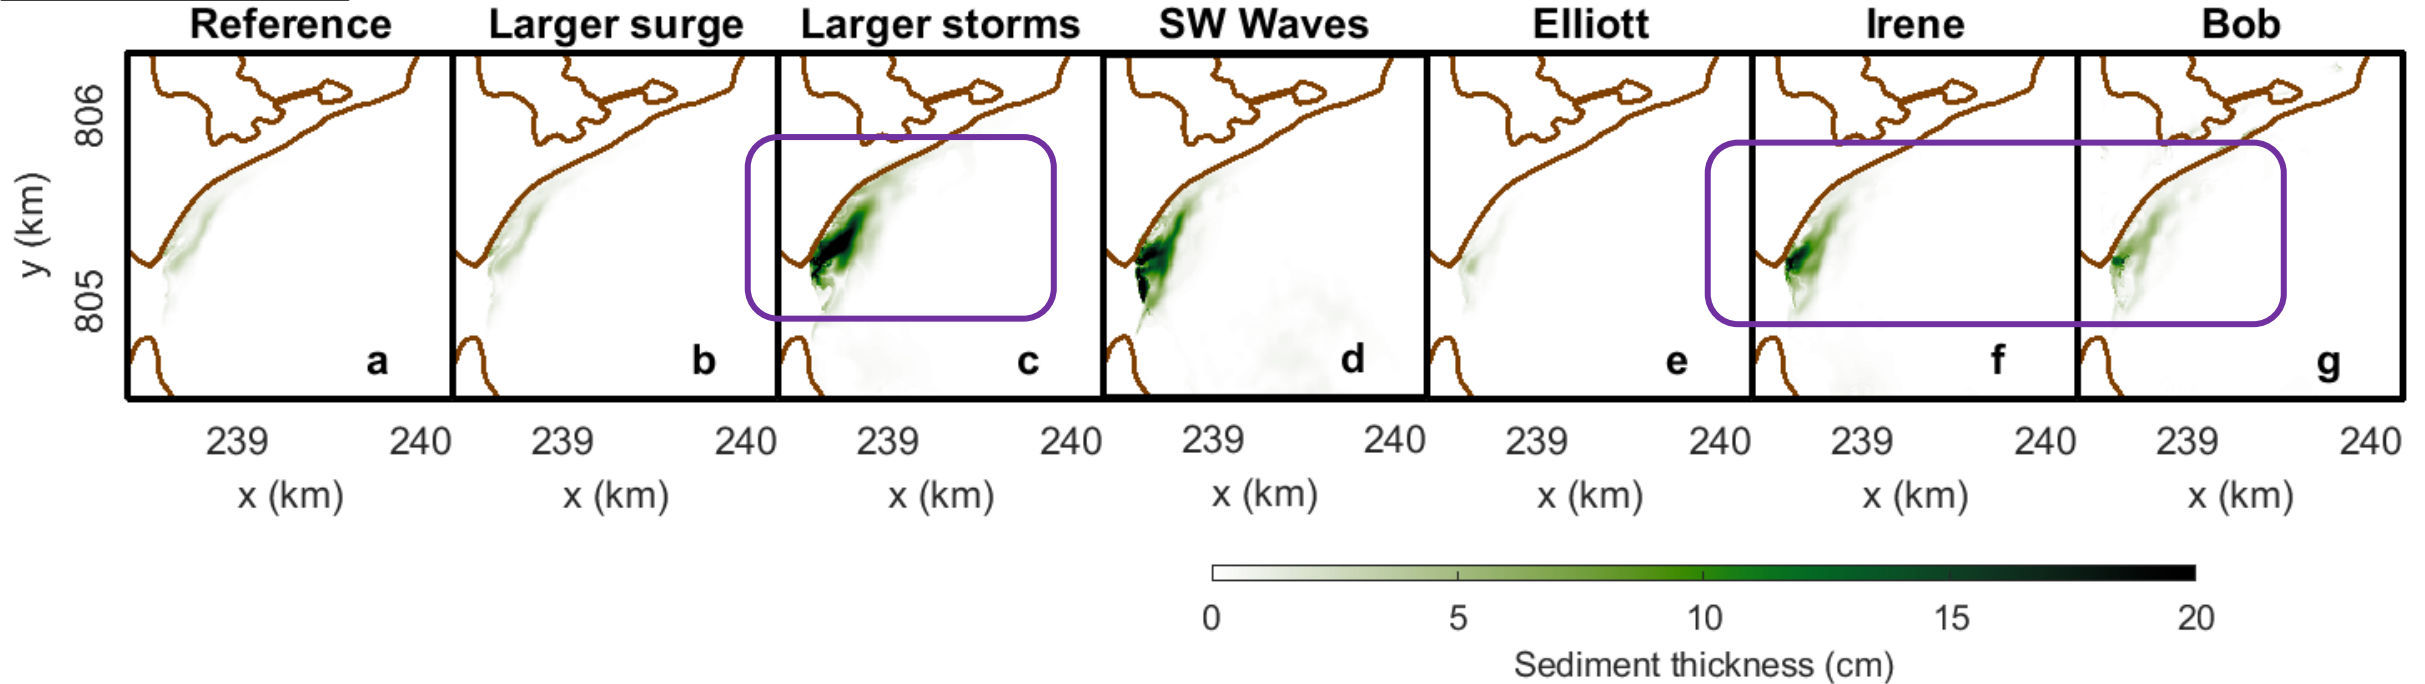 Reference Larger surge Larger storms SW Waves Elliott Irene Bob
y (km)
806
805
a b c d e f g
239 240 239 240 239 240 239 240 239 240 239 240 239 240
x (km) x (km) x (km) x (km) x (km) x (km) x (km)
0 5 10 15 20
Sediment thickness (cm)